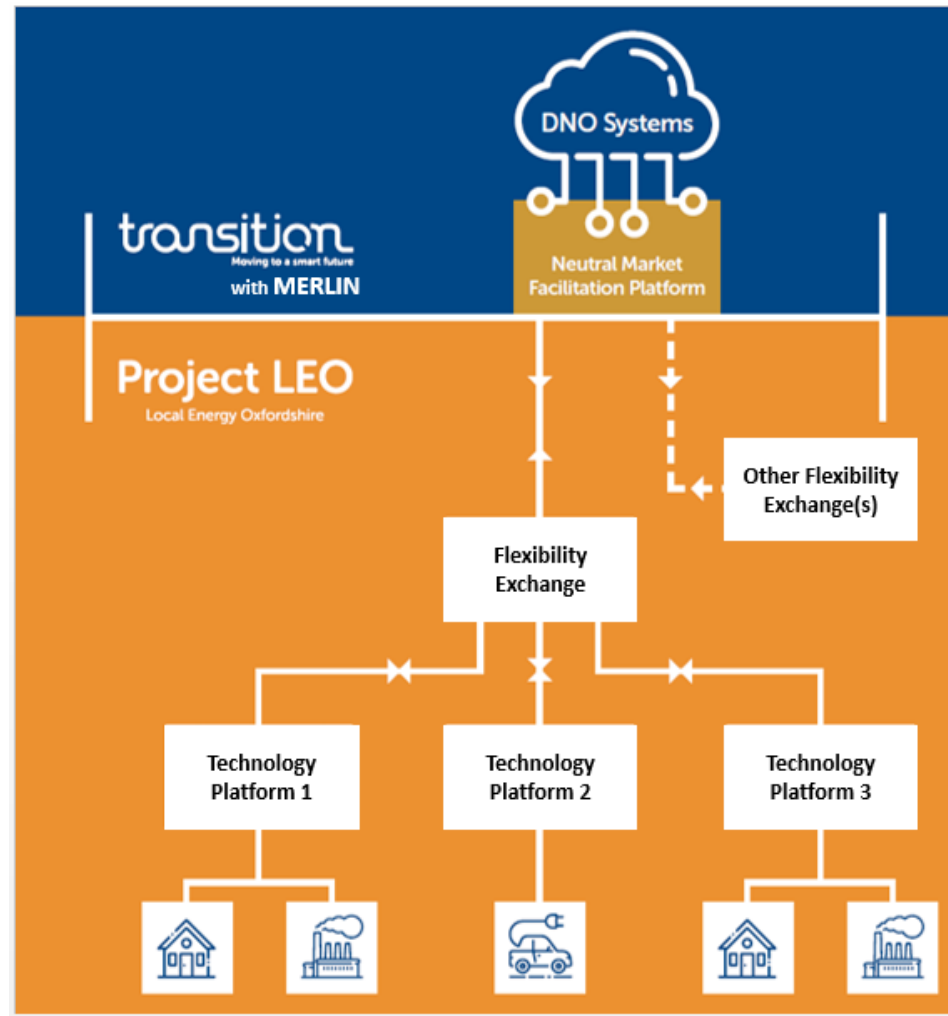 DNO Systems
transition
Moving to a smart future
with MERLIN
Neutral Market
Facilitation Platform
Project LEO
Local Energy Oxfordshire
Other Flexibility
Exchange(s)
Flexibility
Exchange
Technology
Platform 1
Technology
Platform 2
Technology
Platform 3